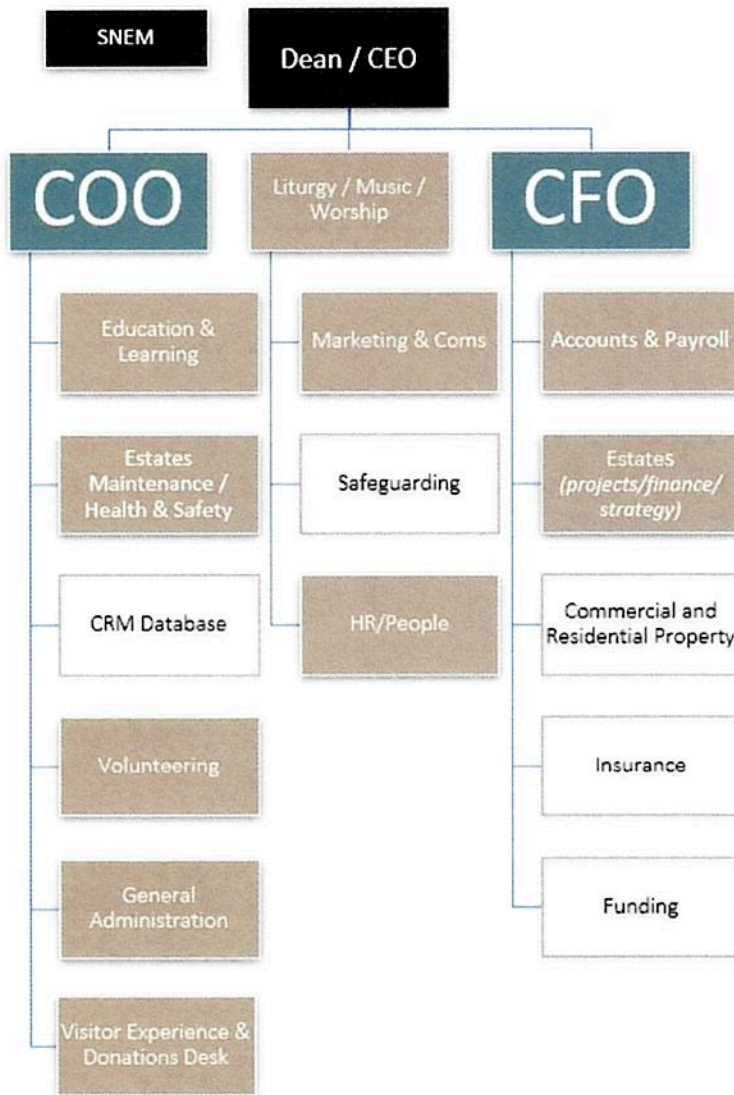 SNEM
Dean / CEO
COO
Liturgy / Music /
Worship
CFO
Education &
Learning
Marketing & Coms
Accounts & Payroll
Estates
Maintenance /
Health & Safety
Safeguarding
Estates
(projects/finance/
strategy)
CRM Database
HR/People
Commercial and
Residential Property
Volunteering
Insurance
General
Administration
Funding
Visitor Experience &
Donations Desk